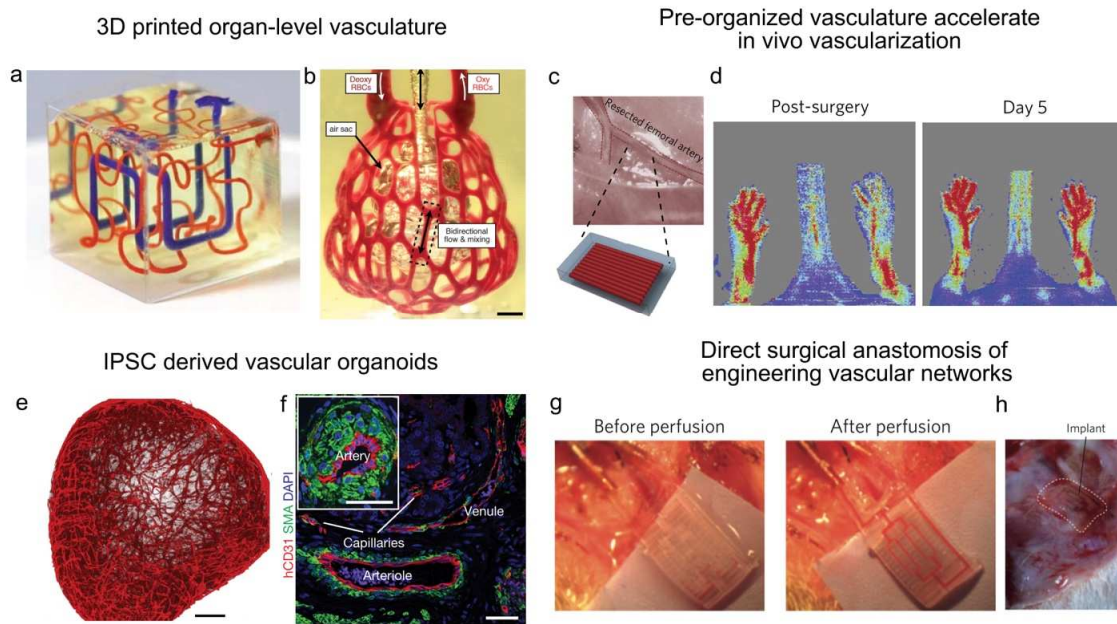 3D printed organ-level vasculature
Pre-organized vasculature accelerate
in vivo vascularization
a
b
Deoxy
RBCs
Oxy
RBCs
air sac
Bidirectional
flow & mixing
c
Resected femoral artery
d
Post-surgery
Day 5
IPSC derived vascular organoids
Direct surgical anastomosis of
engineering vascular networks
e
f
hCD31 SMA DAPI
Artery
Venule
Capillaries
Arteriole
g
Before perfusion
After perfusion
h
Implant